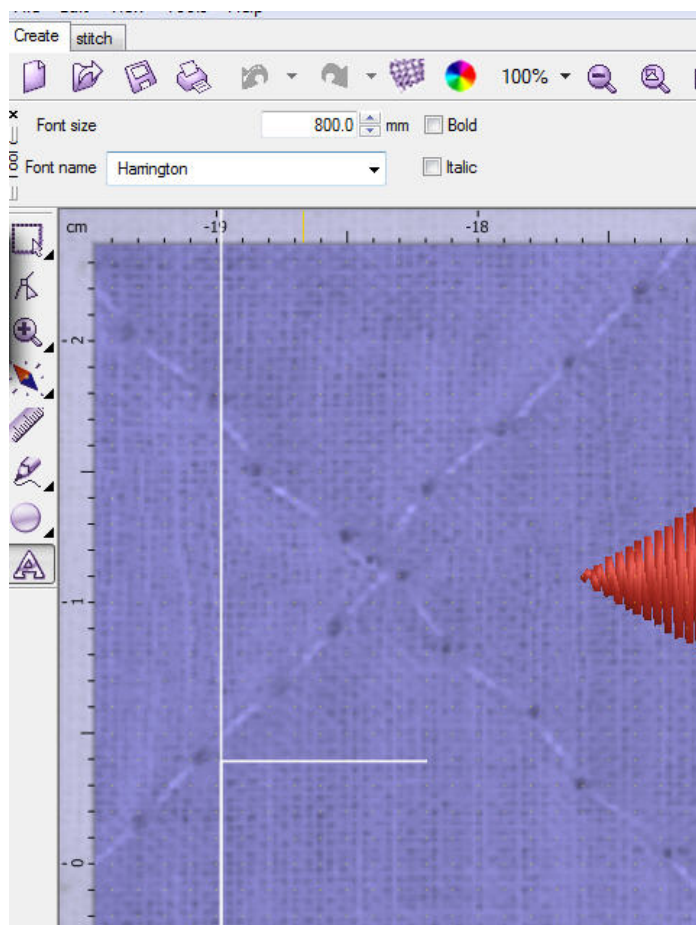 Create stitch
100%
Font size 800.0 mm Bold
Font name Harrington Italic
cm -19 -18
2
1
0